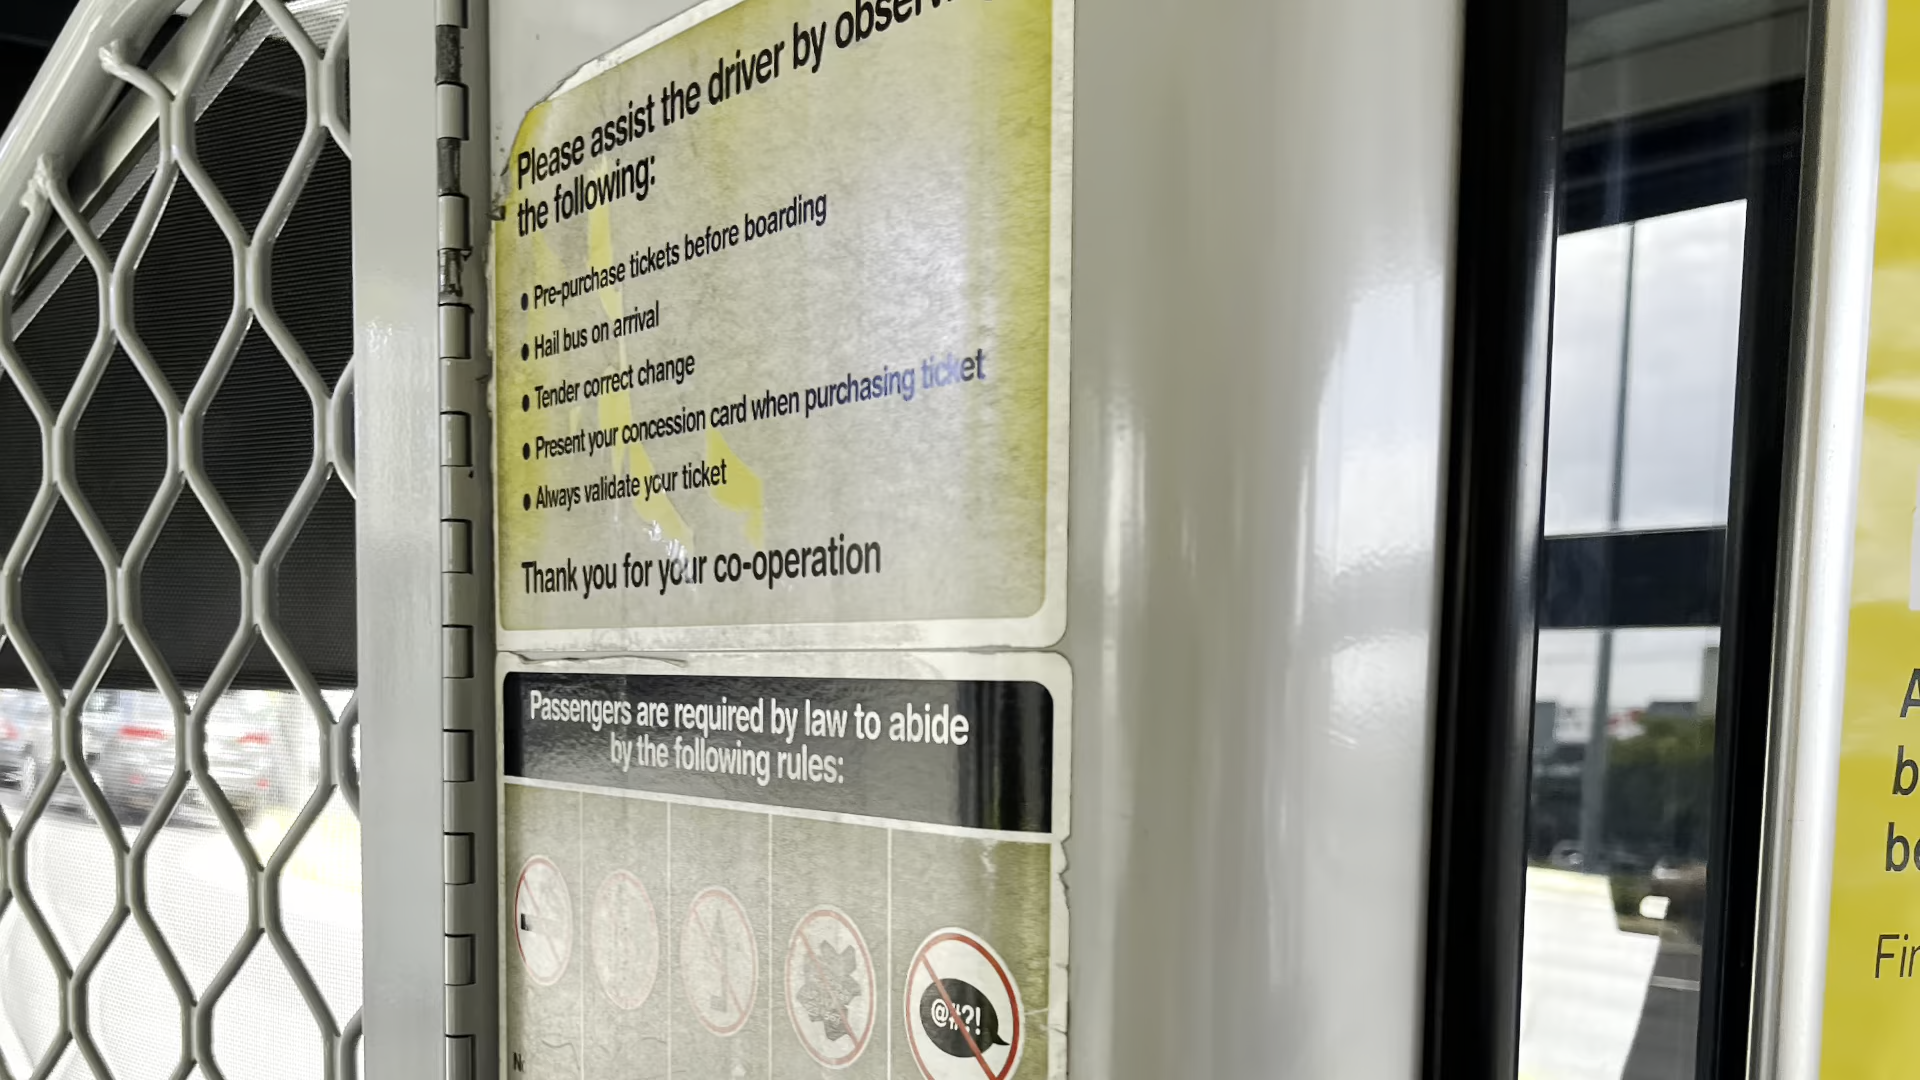 Please assist the driver by
the following:
• Pre-purchase tickets before boarding
• Hail bus on arrival
• Tender correct change
• Present your concession card when purchasing ticket
• Always validate your ticket
Thank you for your co-operation
Passengers are required by law to abide
by the following rules:
@#?!